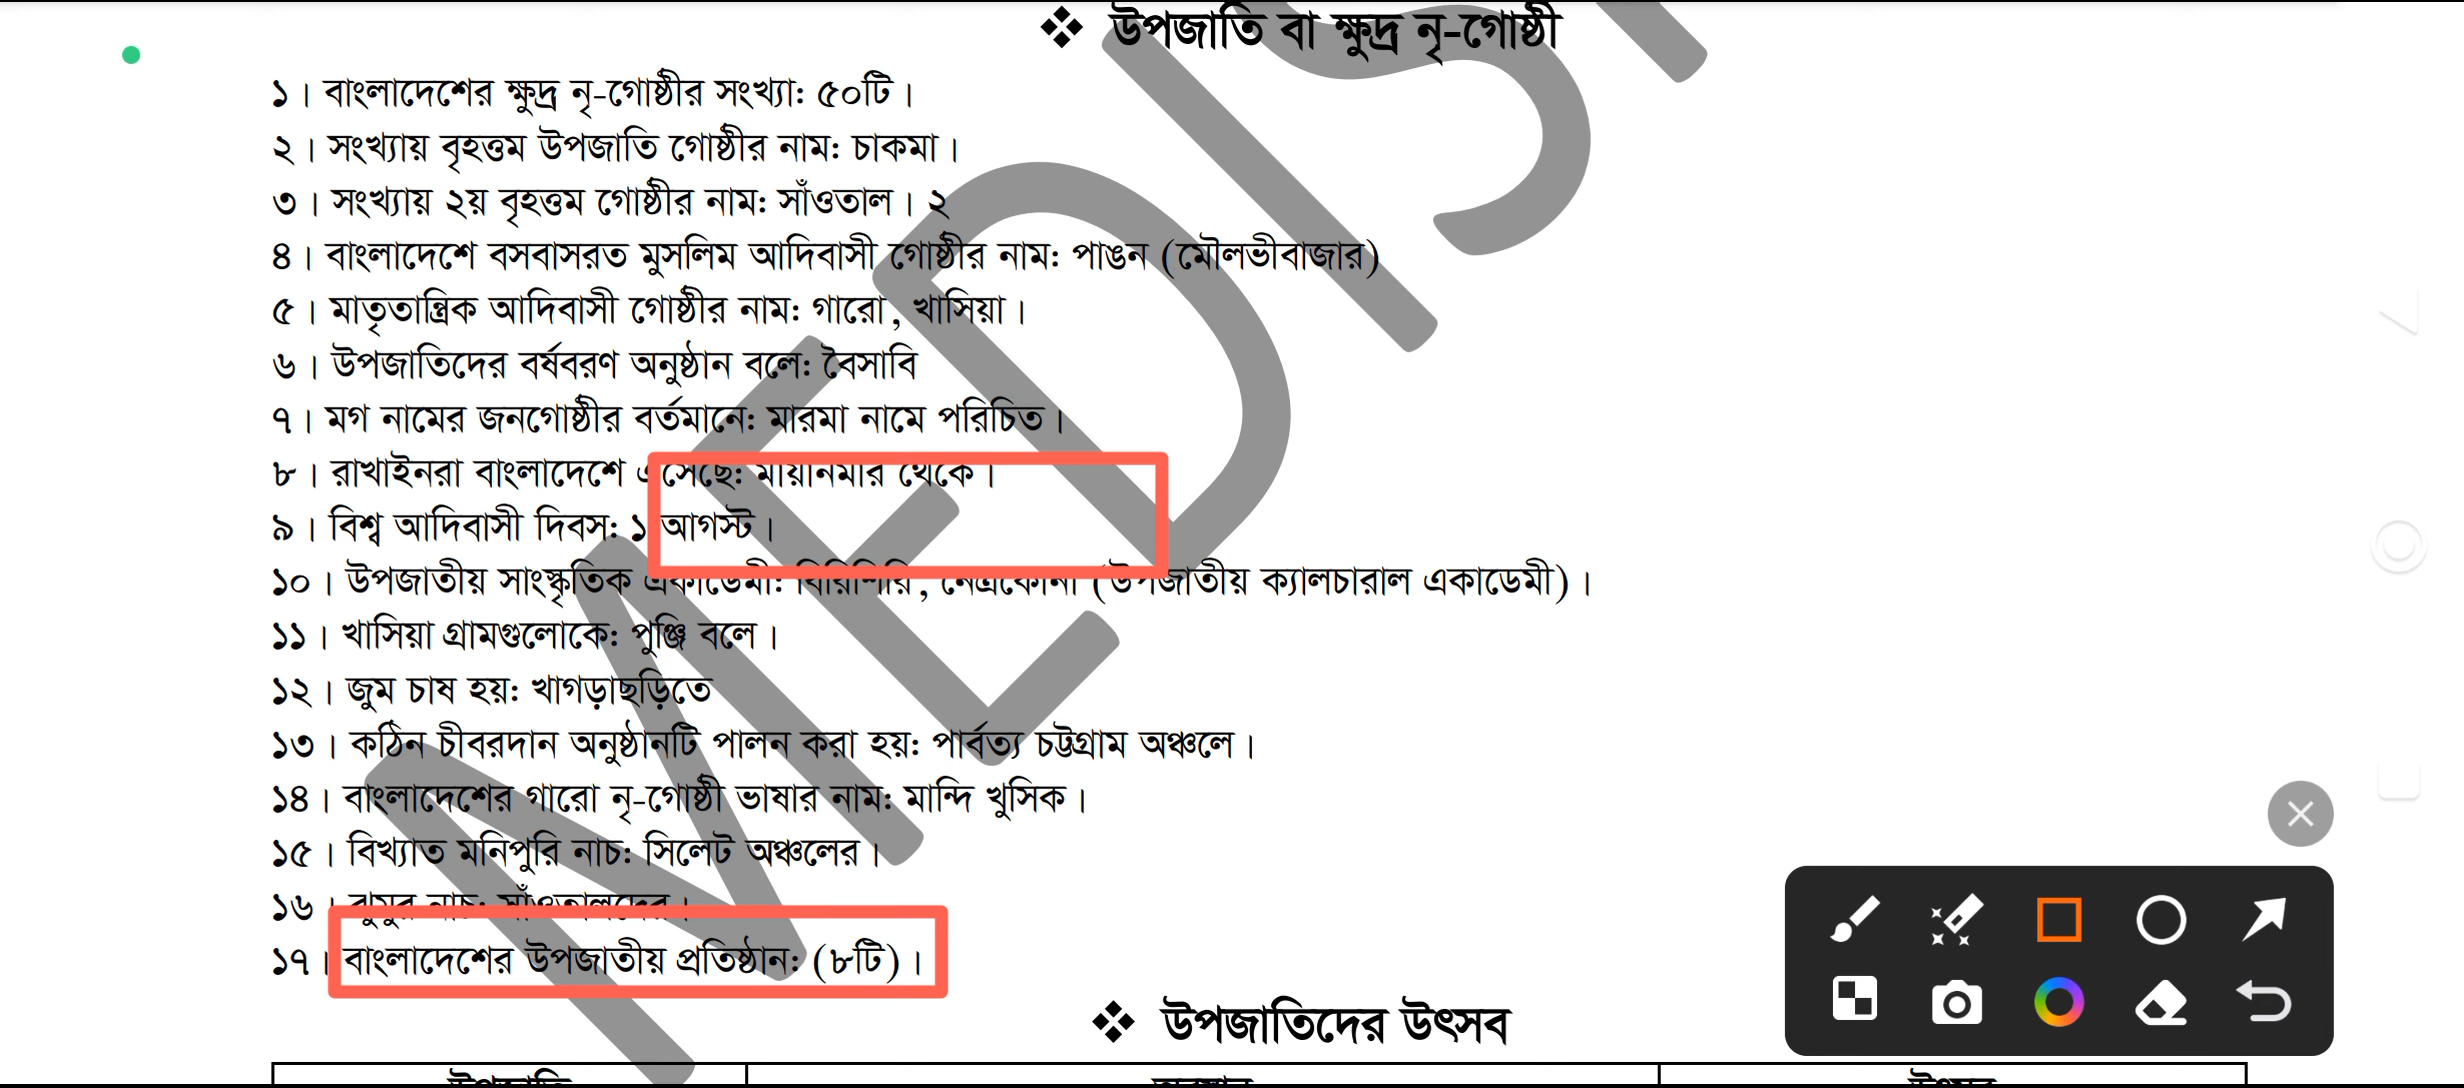 ❖ উপজাতি বা ক্ষুদ্র নৃ-গোষ্ঠী
১। বাংলাদেশের ক্ষুদ্র নৃ-গোষ্ঠীর সংখ্যা: ৫০টি।
২। সংখ্যায় বৃহত্তম উপজাতি গোষ্ঠীর নাম: চাকমা।
৩। সংখ্যায় ২য় বৃহত্তম গোষ্ঠীর নাম: সাঁওতাল। ২
৪। বাংলাদেশে বসবাসরত মুসলিম আদিবাসী গোষ্ঠীর নাম: পাঙন (মৌলভীবাজার)
৫। মাতৃতান্ত্রিক আদিবাসী গোষ্ঠীর নাম: গারো, খাসিয়া।
৬। উপজাতিদের বর্ষবরণ অনুষ্ঠান বলে: বৈসাবি
৭। মগ নামের জনগোষ্ঠীর বর্তমানে: মারমা নামে পরিচিত।
৮। রাখাইনরা বাংলাদেশে এসেছে: মায়ানমার থেকে।
৯। বিশ্ব আদিবাসী দিবস: ১ আগস্ট।
১০। উপজাতীয় সাংস্কৃতিক একাডেমী: বিরিশিরি, নেত্রকোনা (উপজাতীয় ক্যালচারাল একাডেমী)।
১১। খাসিয়া গ্রামগুলোকে: পুঞ্জি বলে।
১২। জুম চাষ হয়: খাগড়াছড়িতে
১৩। কঠিন চীবরদান অনুষ্ঠানটি পালন করা হয়: পার্বত্য চট্টগ্রাম অঞ্চলে।
১৪। বাংলাদেশের গারো নৃ-গোষ্ঠী ভাষার নাম: মান্দি খুসিক।
১৫। বিখ্যাত মনিপুরি নাচ: সিলেট অঞ্চলের।
১৬। ঝুমুর নাচ: সাঁওতালদের।
১৭। বাংলাদেশের উপজাতীয় প্রতিষ্ঠান: (৮টি)।
❖ উপজাতিদের উৎসব
উপজাতি অবস্থান উৎসব